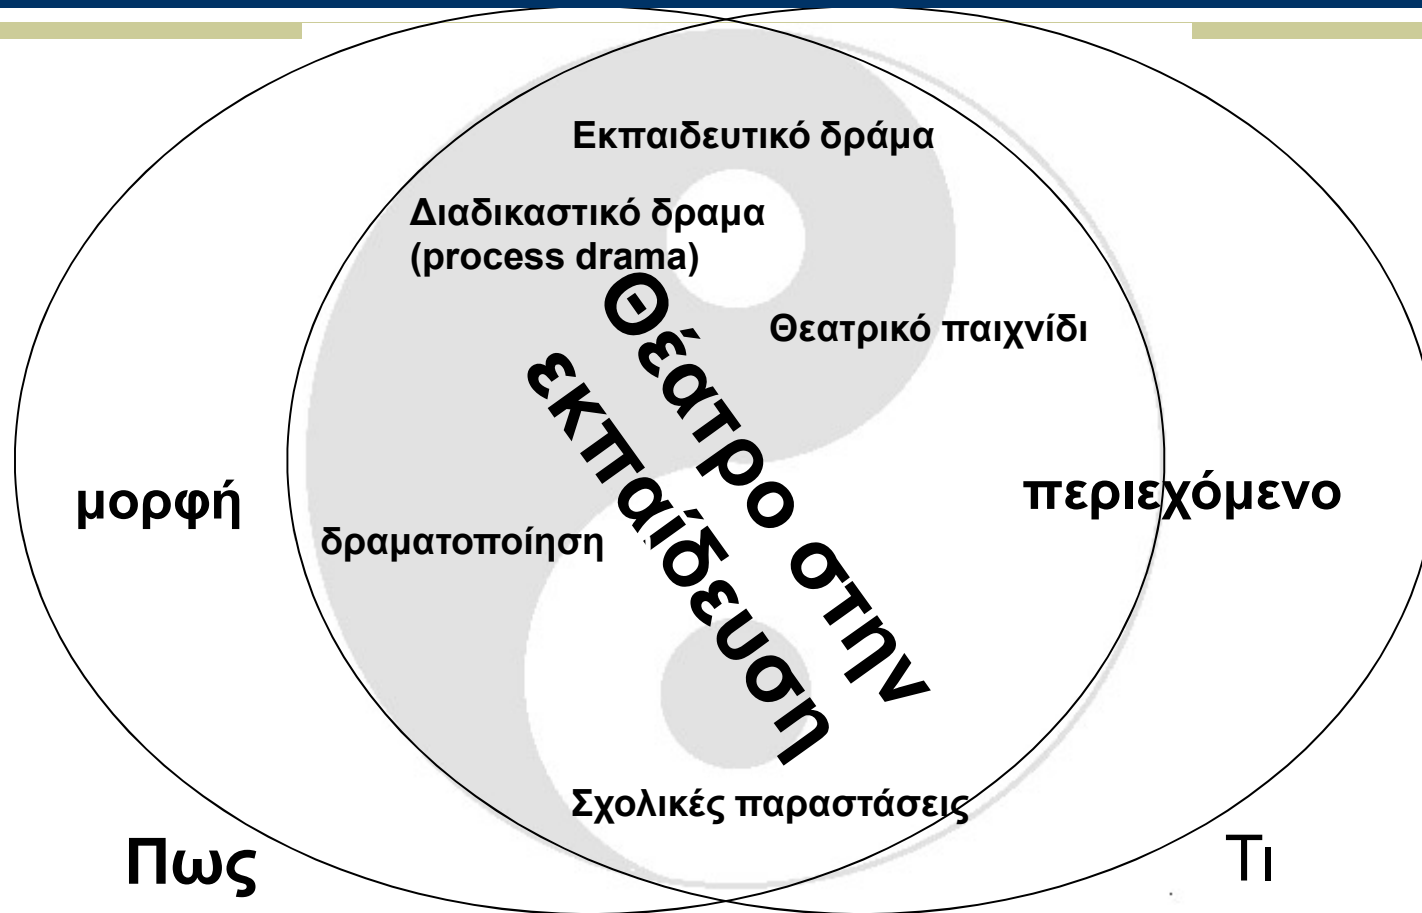 Εκπαιδευτικό δράμα
Διαδικαστικό δραμα
(process drama)
Θέατρο στην
εκπαίδευση
Θεατρικό παιχνίδι
μορφή
περιεχόμενο
δραματοποίηση
Σχολικές παραστάσεις
Πως
Τι